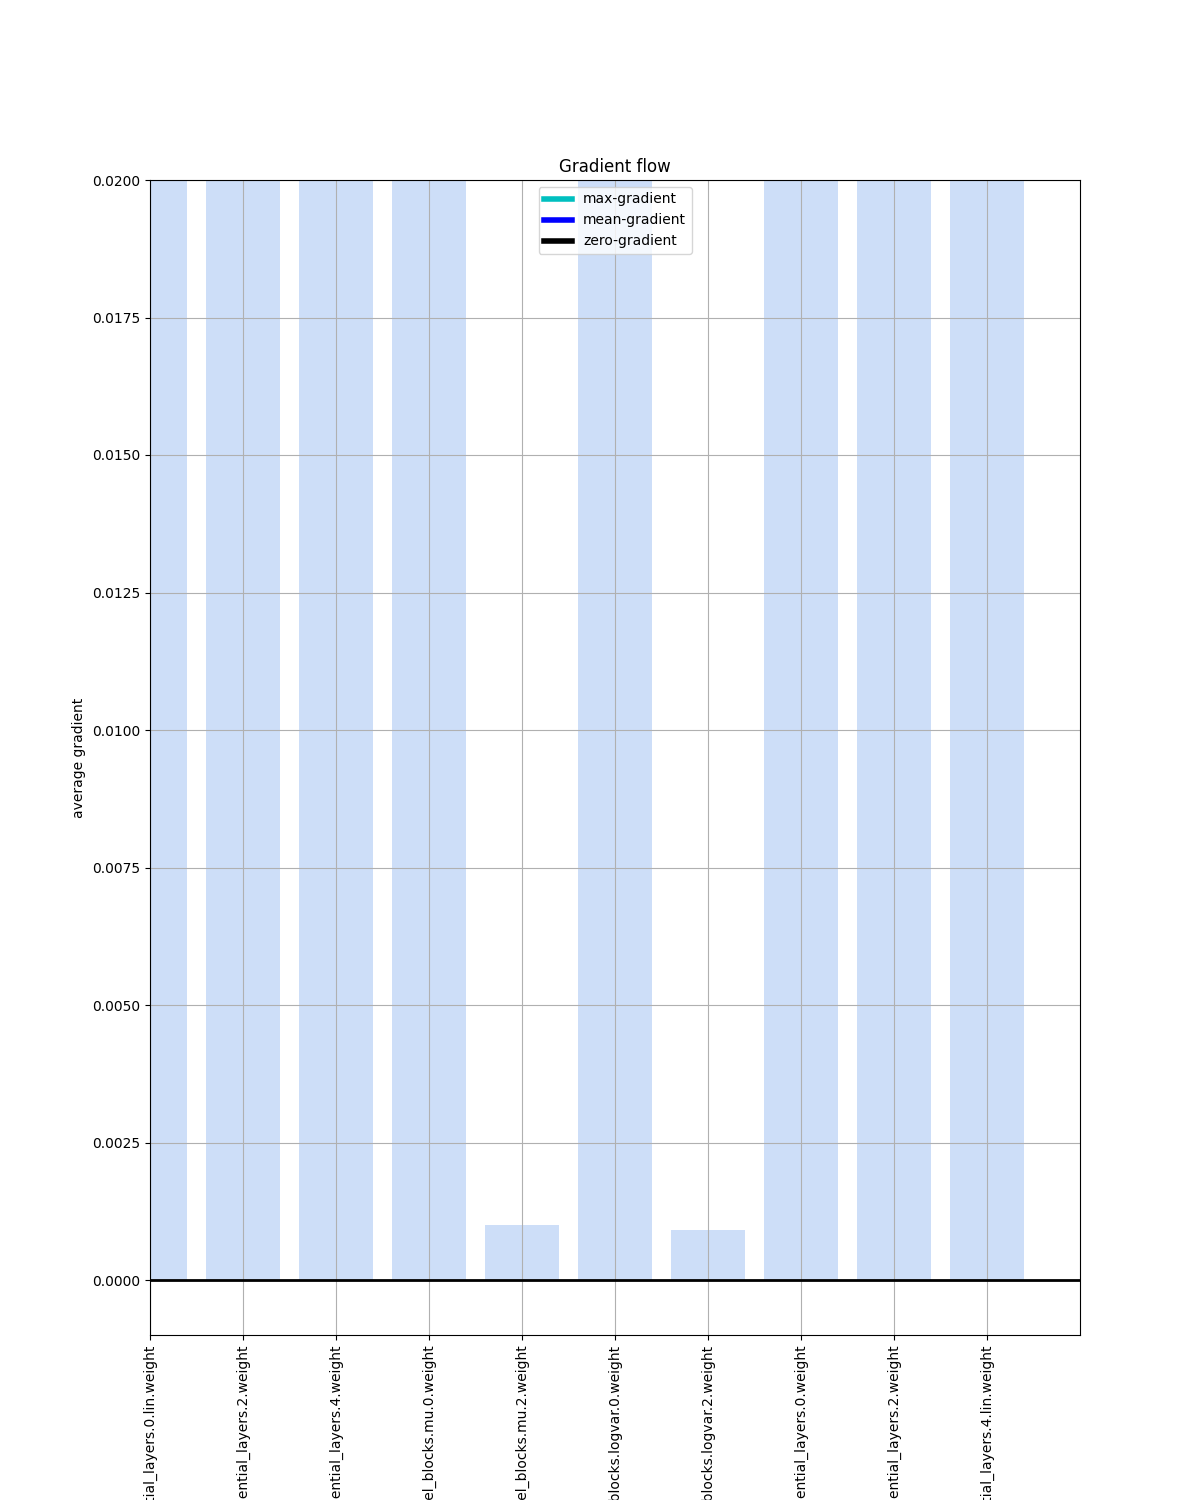 Gradient flow
max-gradient
mean-gradient
zero-gradient
0.0200
0.0175
0.0150
0.0125
0.0100
0.0075
0.0050
0.0025
0.0000
average gradient
tial_layers.0.lin.weight
ential_layers.2.weight
ential_layers.4.weight
el_blocks.mu.0.weight
el_blocks.mu.2.weight
blocks.logvar.0.weight
blocks.logvar.2.weight
ential_layers.0.weight
ential_layers.2.weight
tial_layers.4.lin.weight